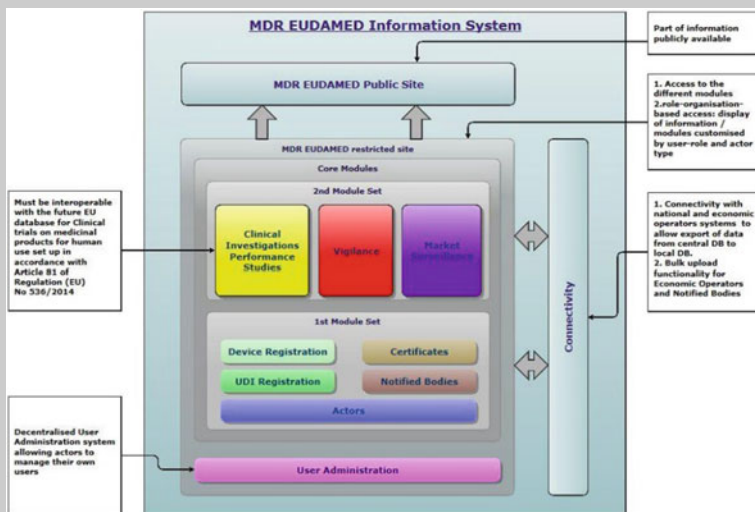 MDR EUDAMED Information System
Part of information
publicly available
MDR EUDAMED Public Site
1. Access to the
different modules
2.role-organisation-
based access: display
of information /
modules customised
by user-role and actor
type
MDR EUDAMED restricted site
Core Modules
2nd Module Set
Must be interoperable
with the future EU
database for Clinical
trials on medicinal
products for human
use set up in
accordance with
Article 81 of
Regulation (EU)
No 536/2014
Clinical
Investigations
Performance
Studies
Vigilance
Market
Surveillance
1. Connectivity with
national and economic
operators systems to
allow export of data
from central DB to
local DB.
2. Bulk upload
functionality for
Economic Operators
and Notified Bodies
Connectivity
1st Module Set
Device Registration
Certificates
UDI Registration
Notified Bodies
Actors
Decentralised User
Administration system
allowing actors to
manage their own
users
User Administration